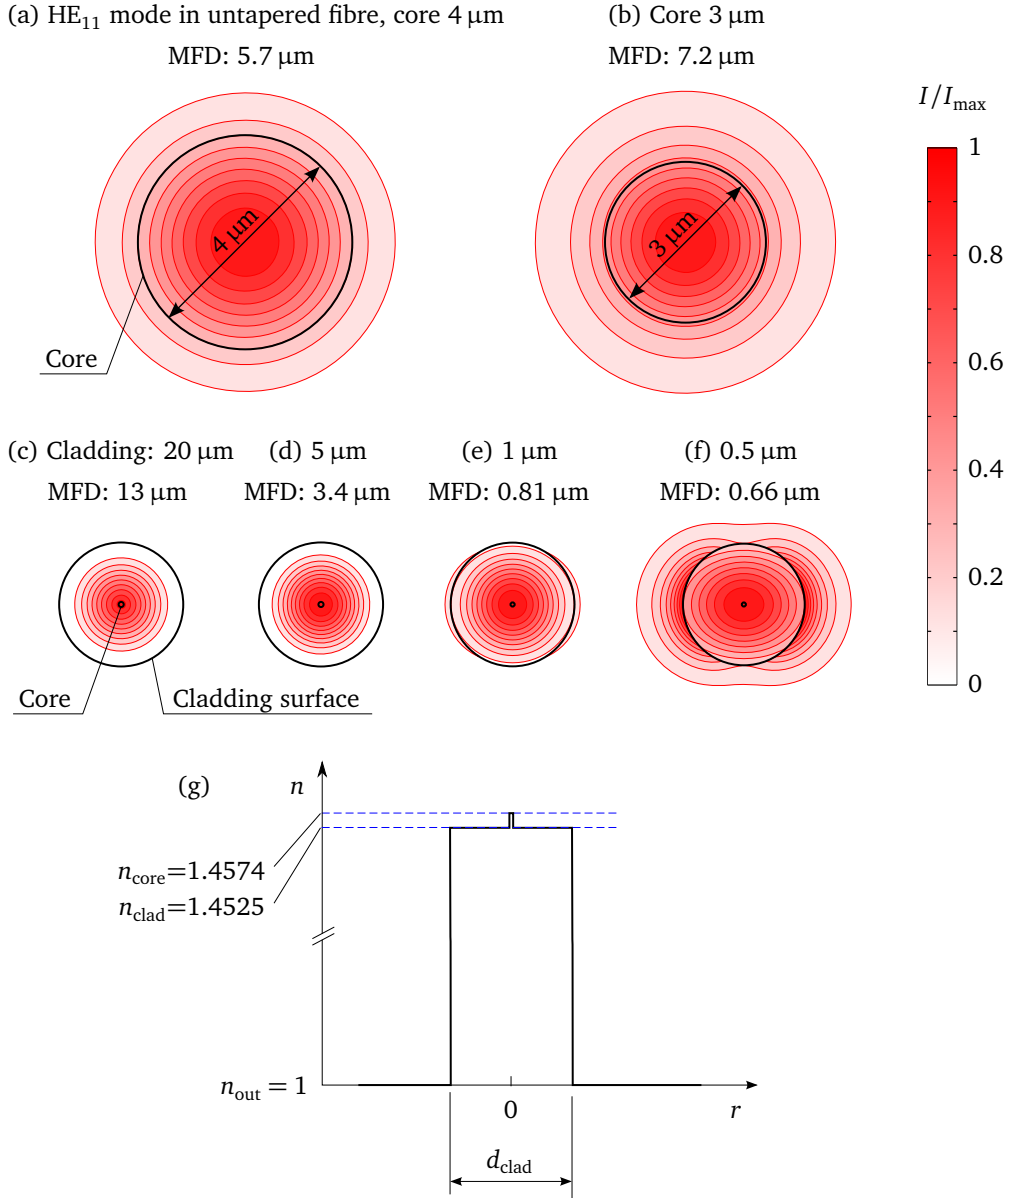 (a) HE₁₁ mode in untapered fibre, core 4 μm
MFD: 5.7 μm
(b) Core 3 μm
MFD: 7.2 μm
I/Imax
1
0.8
0.6
0.4
0.2
0
4 μm
3 μm
Core
(c) Cladding: 20 μm
MFD: 13 μm
(d) 5 μm
MFD: 3.4 μm
(e) 1 μm
MFD: 0.81 μm
(f) 0.5 μm
MFD: 0.66 μm
Core
Cladding surface
(g)
n
ncore=1.4574
nclad=1.4525
nout = 1
0
r
dclad